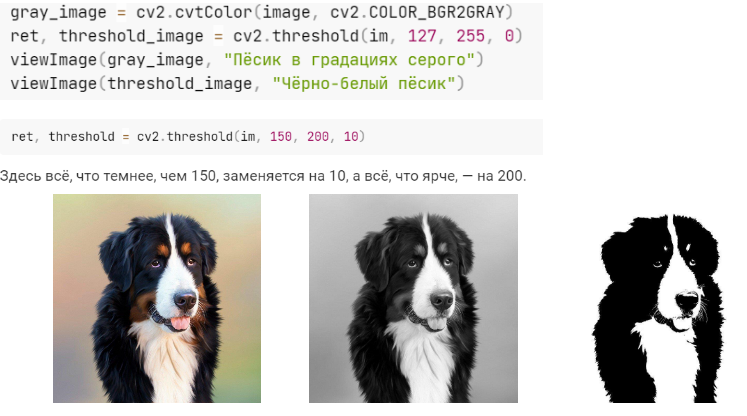 gray_image = cv2.cvtColor(image, cv2.COLOR_BGR2GRAY)
ret, threshold_image = cv2.threshold(im, 127, 255, 0)
viewImage(gray_image, "Пёсик в градациях серого")
viewImage(threshold_image, "Чёрно-белый пёсик")
ret, threshold = cv2.threshold(im, 150, 200, 10)
Здесь всё, что темнее, чем 150, заменяется на 10, а всё, что ярче, — на 200.